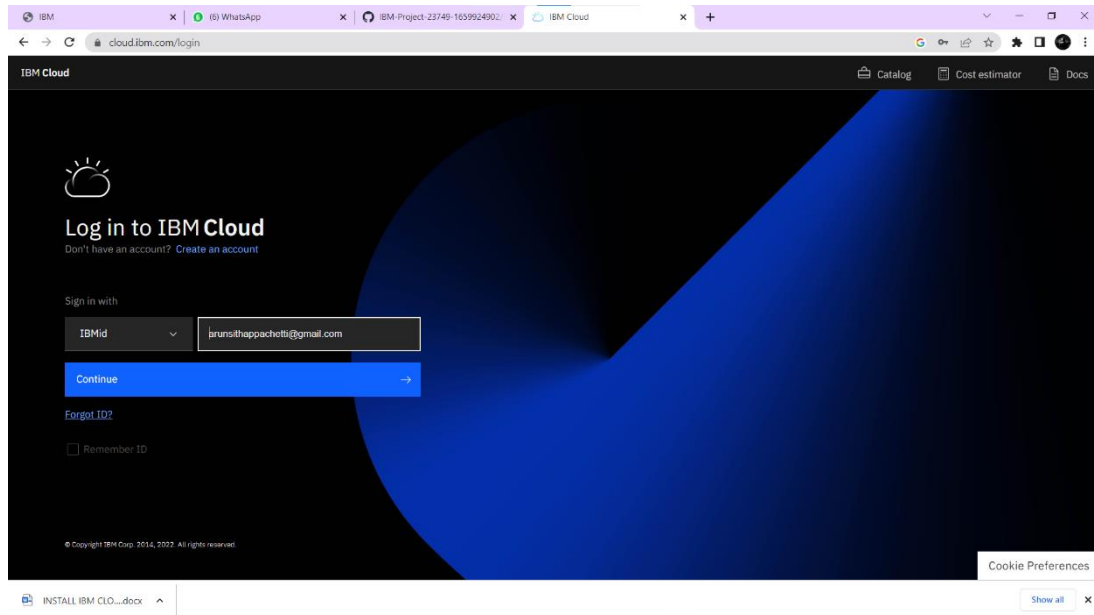 IBM
(6) WhatsApp
IBM-Project-23749-1659924902
IBM Cloud
cloud.ibm.com/login
IBM Cloud
Catalog
Cost estimator
Docs
Log in to IBM Cloud
Don't have an account? Create an account
Sign in with
IBMid
arunsithappachetti@gmail.com
Continue
Forgot ID?
Remember ID
© Copyright IBM Corp. 2014, 2022. All rights reserved.
Cookie Preferences
INSTALL IBM CLO....docx
Show all